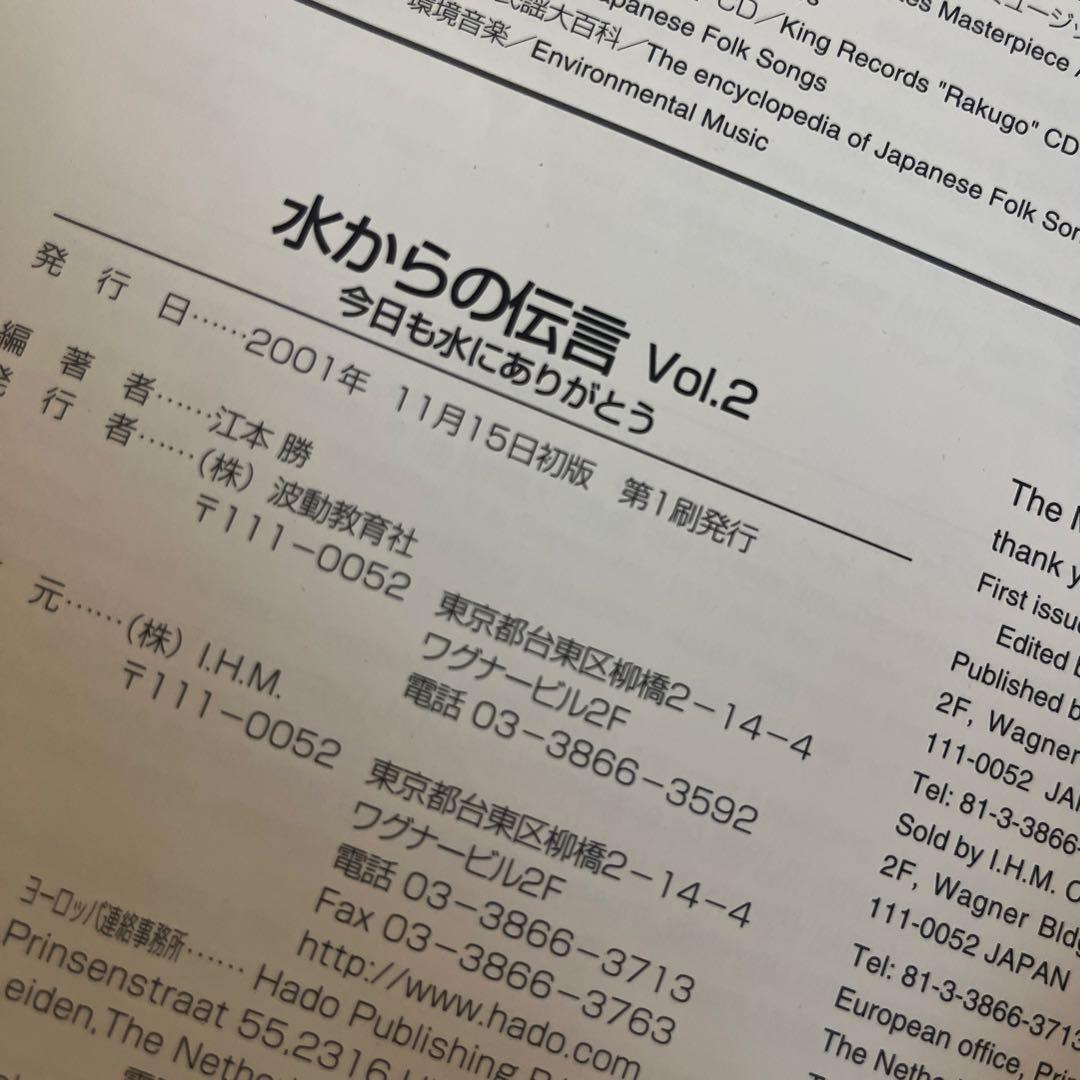 CD／King Records "Rakugo" CD
Masterpiece
Folk Songs
民謡大百科／The encyclopedia of Japanese Folk
環境音楽／Environmental Music
水からの伝言 Vol.2
今日も水にありがとう
発行日……2001年 11月15日初版 第1刷発行
編著者……江本 勝
発行者……（株）波動教育社
〒111－0052 東京都台東区柳橋2－14－4
ワグナービル2F
電話 03－3866－3592
元……（株）I.H.M.
〒111－0052 東京都台東区柳橋2－14－4
ワグナービル2F
電話 03－3866－3713
Fax 03－3866－3763
http://www.hado.com
ヨーロッパ連絡事務所…… Hado Publishing
Prinsenstraat 55,2316
The
The
thank
First
Edited
Published
2F, Wagner
111-0052
Tel: 81-3-3866-
Sold by I.H.M.
2F, Wagner
111-0052 JAPAN
Tel: 81-3-3866-3713
European office,
The